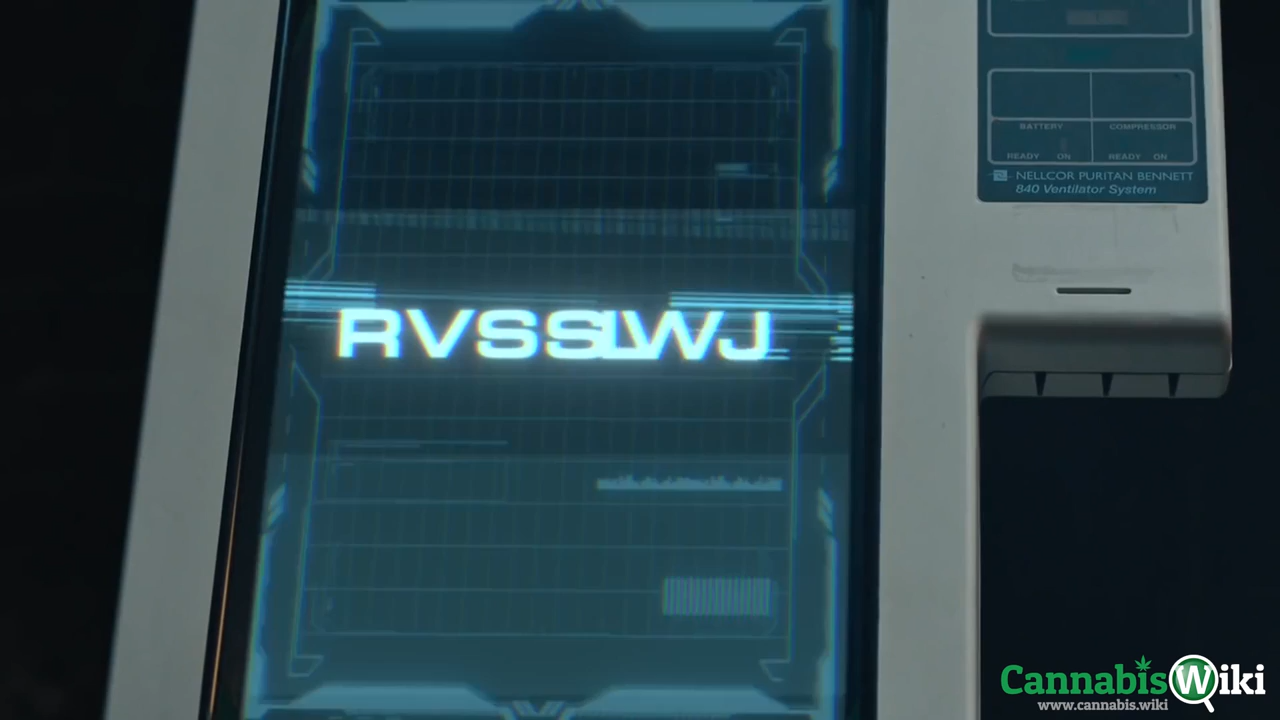 RVSSLWJ
BATTERY COMPRESSOR
READY ON READY ON
NELLCOR PURITAN BENNETT
840 Ventilator System
CannabisWiki
www.cannabis.wiki